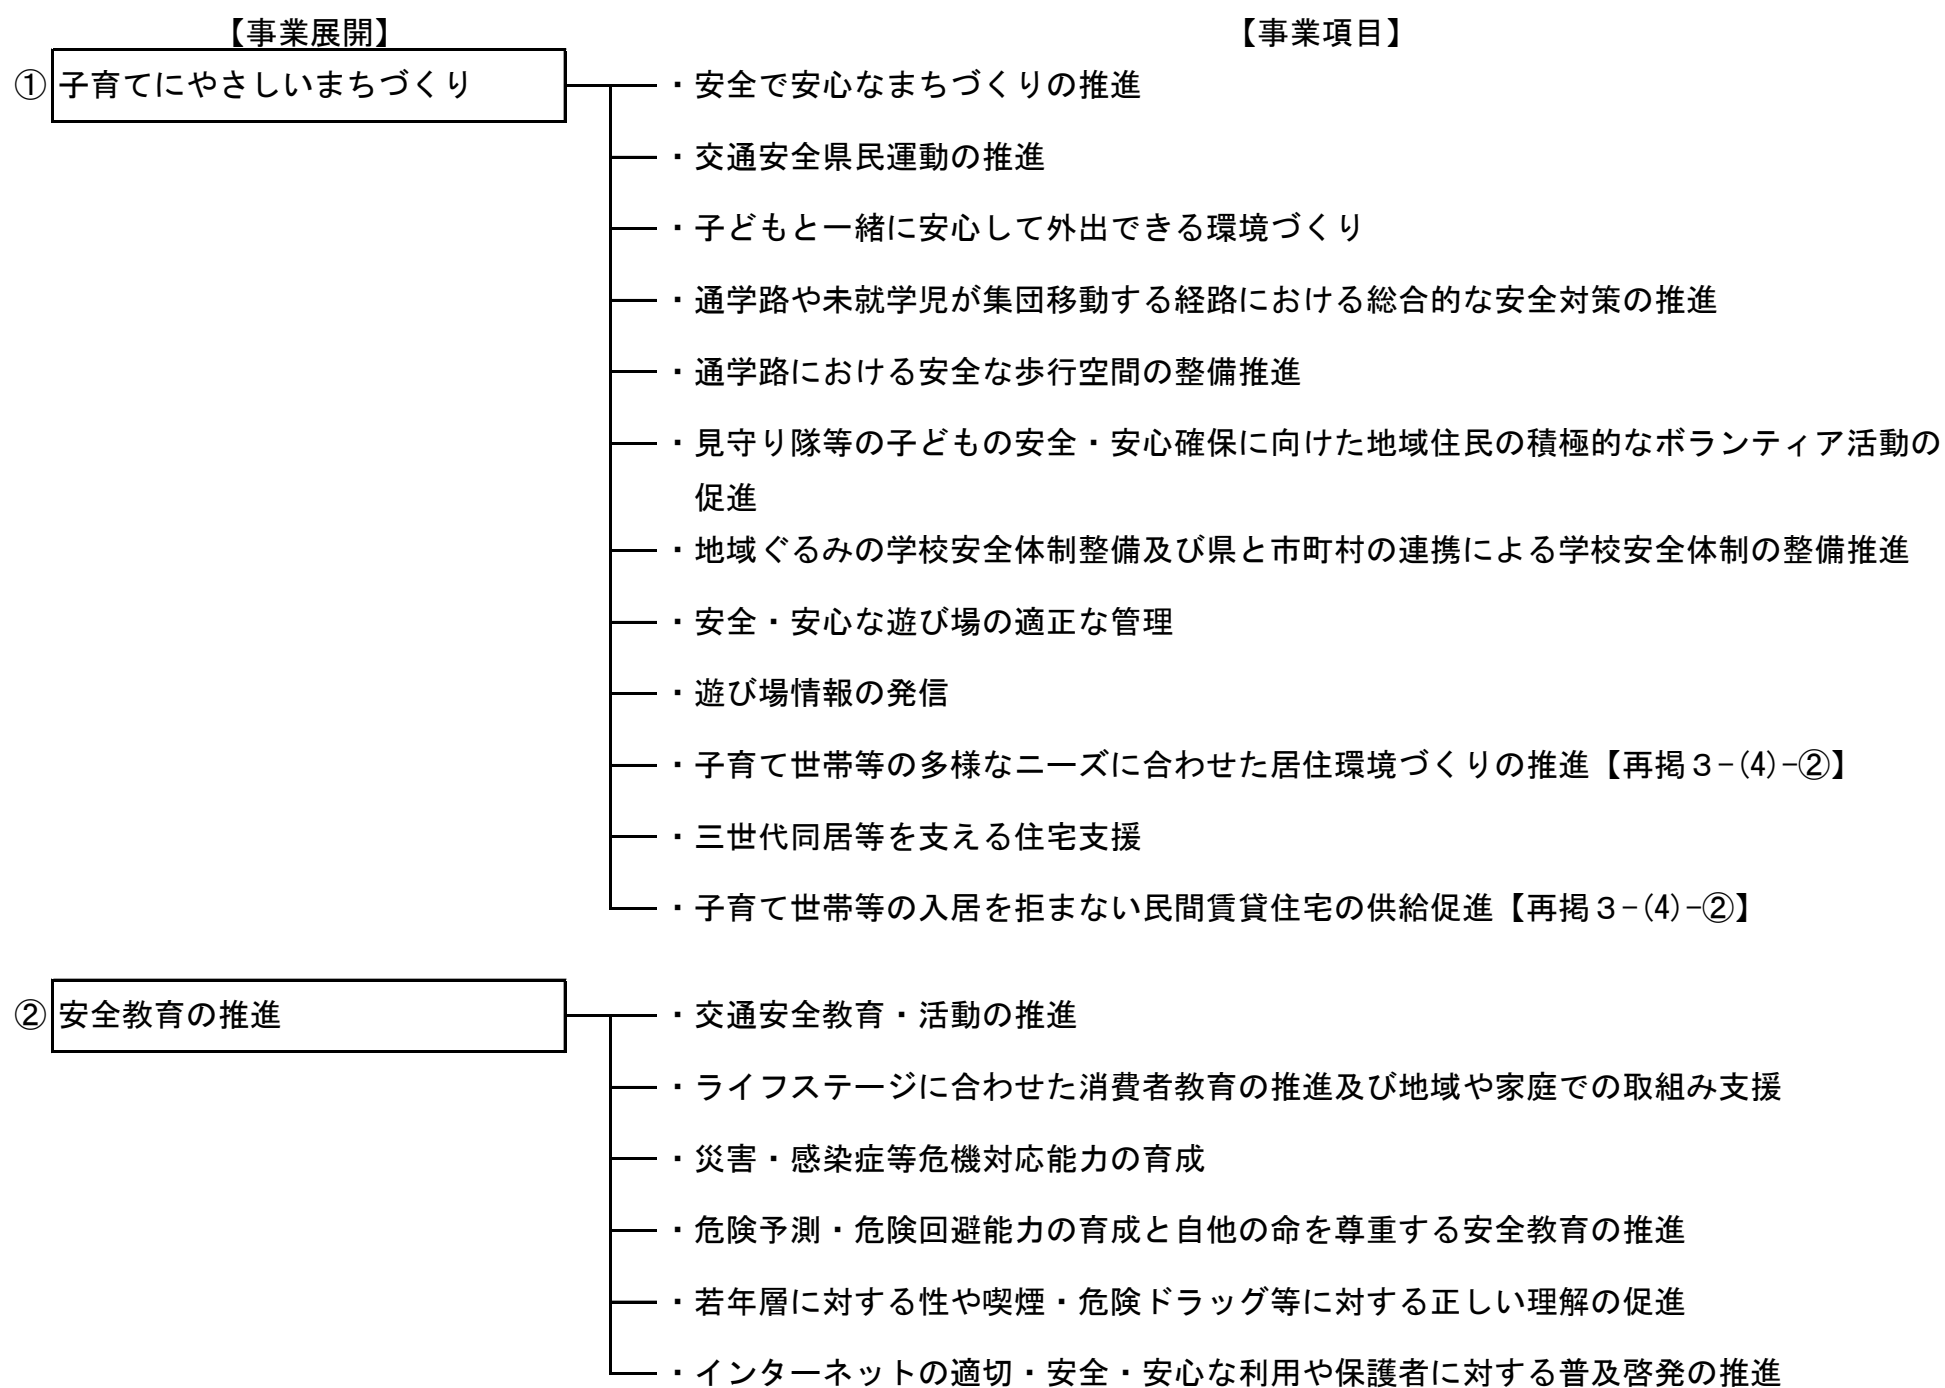 【事業展開】 【事業項目】
①子育てにやさしいまちづくり ・安全で安心なまちづくりの推進
・交通安全県民運動の推進
・子どもと一緒に安心して外出できる環境づくり
・通学路や未就学児が集団移動する経路における総合的な安全対策の推進
・通学路における安全な歩行空間の整備推進
・見守り隊等の子どもの安全・安心確保に向けた地域住民の積極的なボランティア活動の
促進
・地域ぐるみの学校安全体制整備及び県と市町村の連携による学校安全体制の整備推進
・安全・安心な遊び場の適正な管理
・遊び場情報の発信
・子育て世帯等の多様なニーズに合わせた居住環境づくりの推進【再掲３-(4)-②】
・三世代同居等を支える住宅支援
・子育て世帯等の入居を拒まない民間賃貸住宅の供給促進【再掲３-(4)-②】
②安全教育の推進 ・交通安全教育・活動の推進
・ライフステージに合わせた消費者教育の推進及び地域や家庭での取組み支援
・災害・感染症等危機対応能力の育成
・危険予測・危険回避能力の育成と自他の命を尊重する安全教育の推進
・若年層に対する性や喫煙・危険ドラッグ等に対する正しい理解の促進
・インターネットの適切・安全・安心な利用や保護者に対する普及啓発の推進